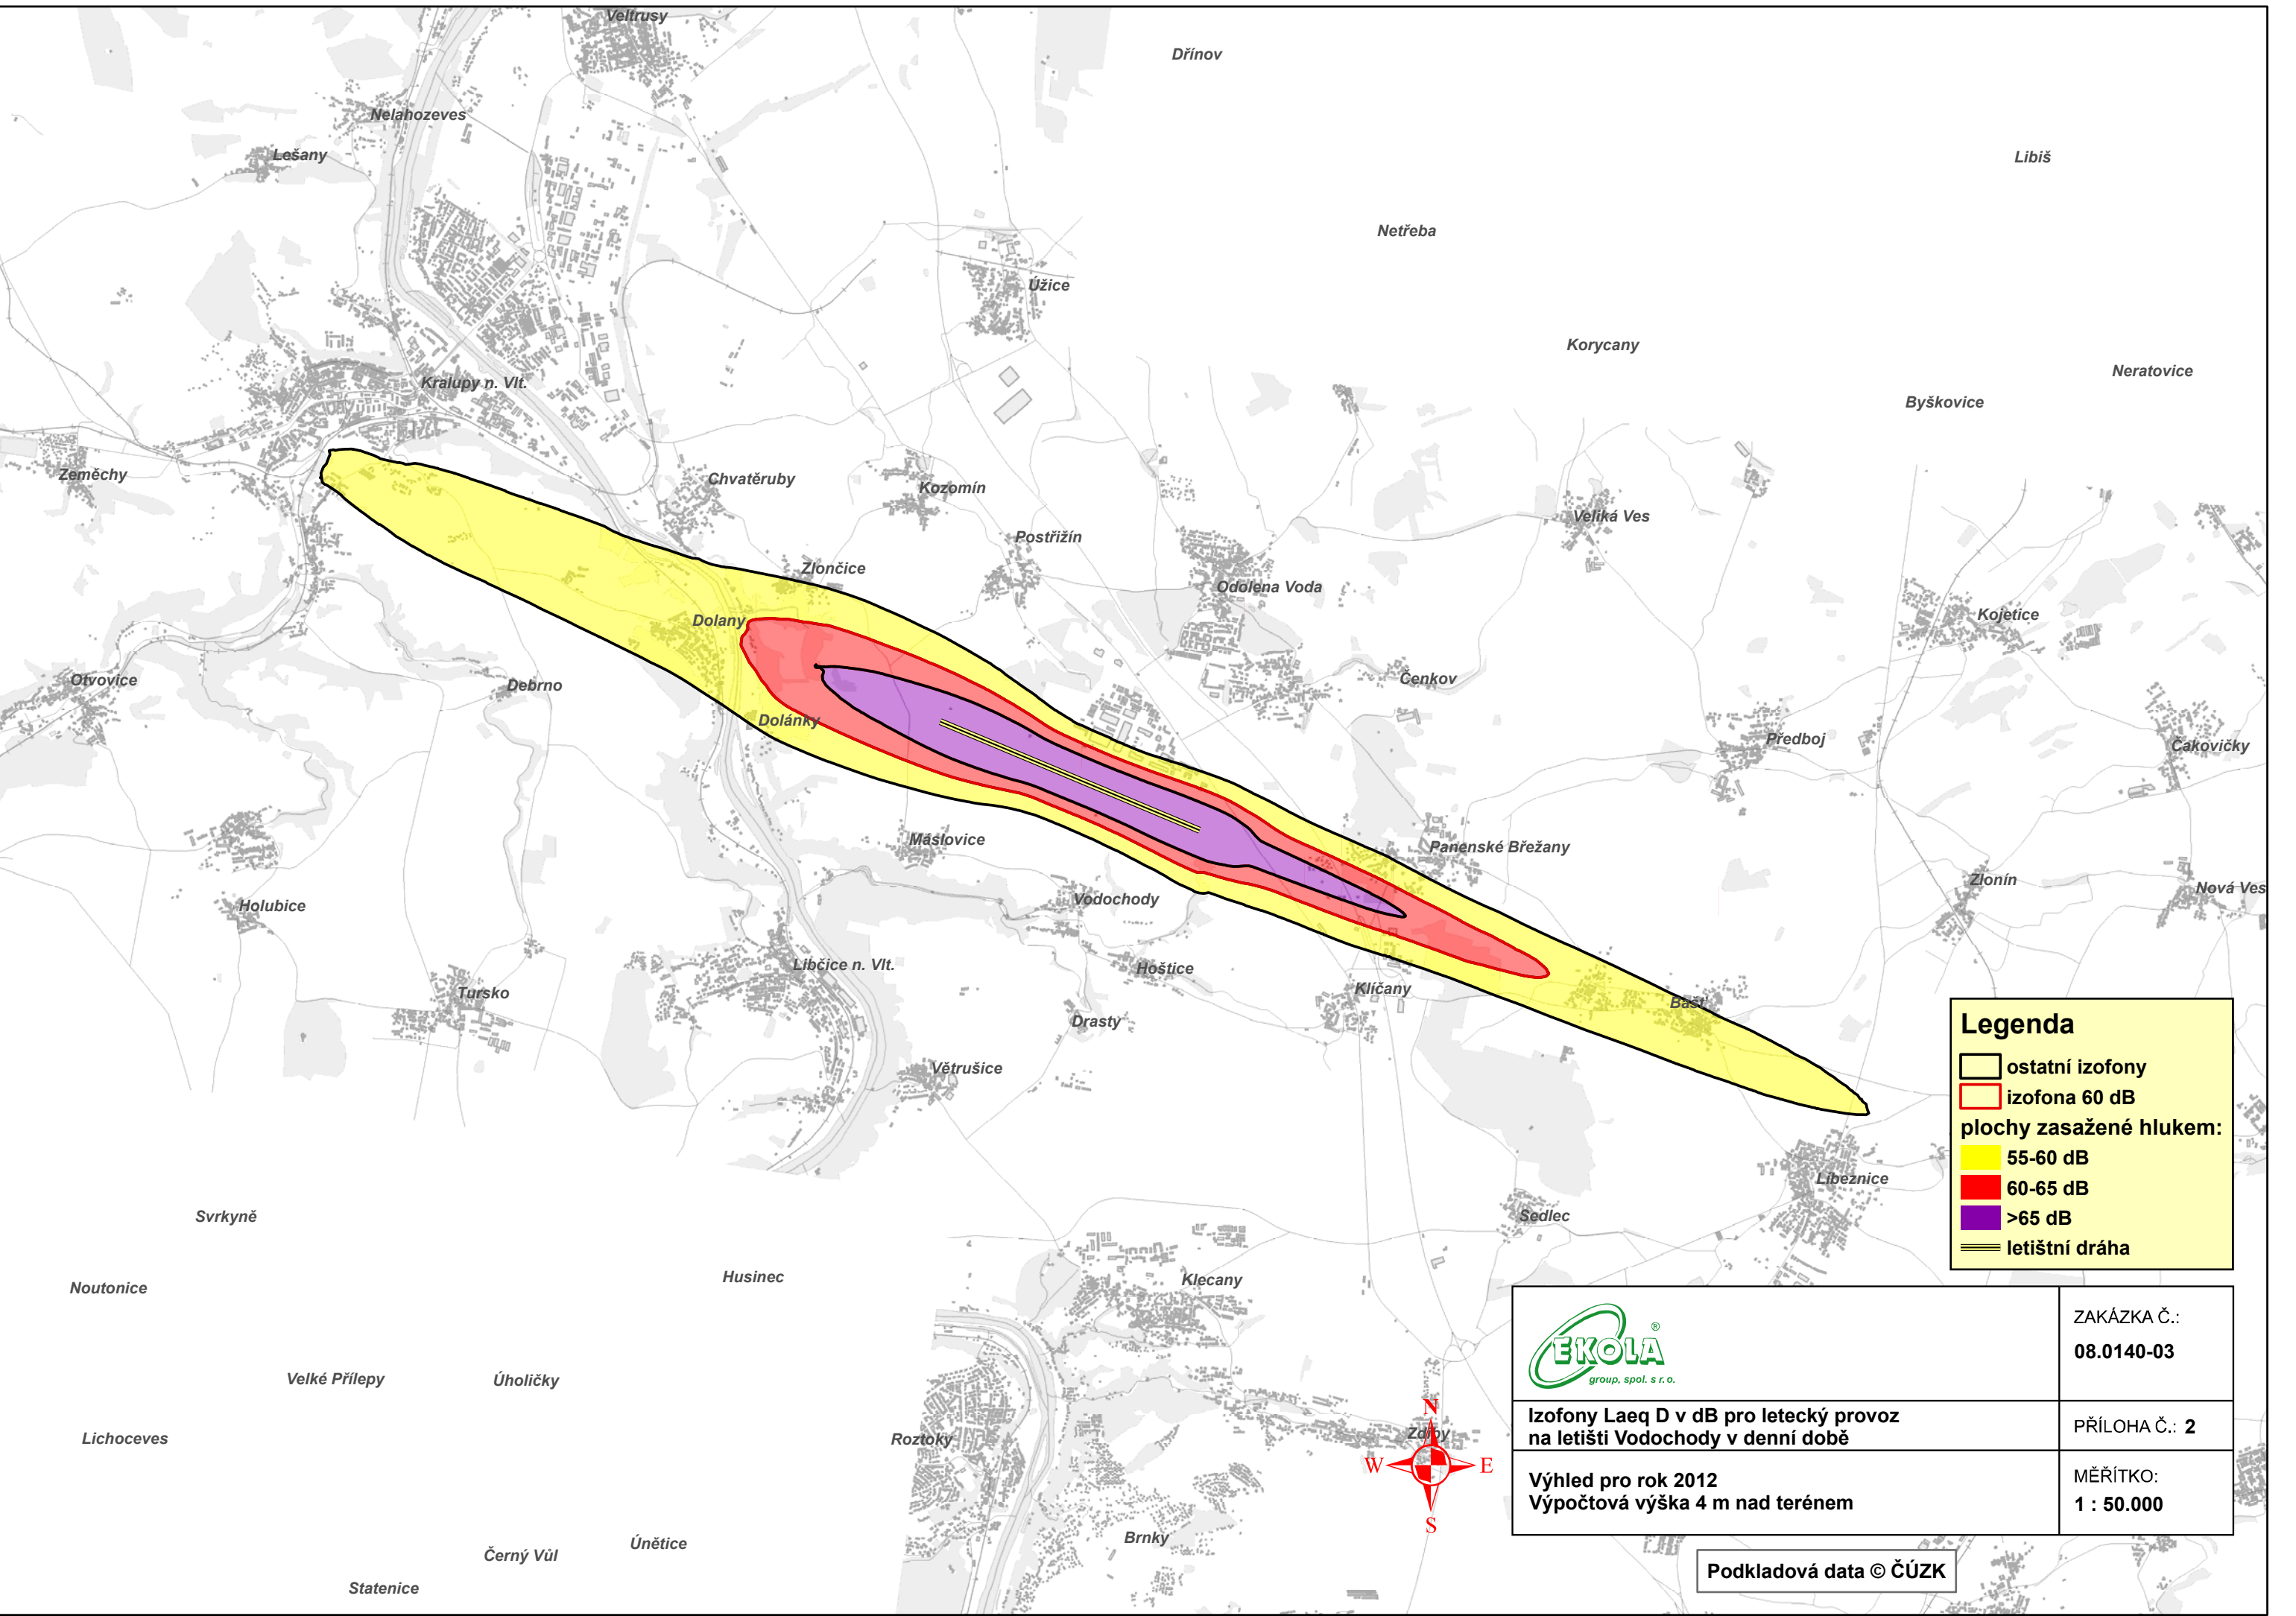 Veltrusy
Dřínov
Nelahozeves
Lešany
Libiš
Netřeba
Úžice
Korycany
Neratovice
Kralupy n. Vlt.
Byškovice
Zeměchy
Chvatěruby
Kozomín
Veliká Ves
Postřižín
Zlončice
Odolena Voda
Kojetice
Dolany
Otvovice
Debrno
Čenkov
Dolánky
Předboj
Čakovičky
Máslovice
Panenské Břežany
Zlonín
Nová Ves
Holubice
Vodochody
Libčice n. Vlt.
Hoštice
Klíčany
Tursko
Bašť
Drasty
Větrušice
Líbeznice
Svrkyně
Sedlec
Noutonice
Husinec
Klecany
Velké Přílepy
Úholičky
Lichoceves
Roztoky
Zdiby
Brnky
Únětice
Černý Vůl
Statenice
N
W
E
S
Legenda
ostatní izofony
izofona 60 dB
plochy zasažené hlukem:
55-60 dB
60-65 dB
>65 dB
letištní dráha
EKOLA ®
group, spol. s r. o.
ZAKÁZKA Č.:
08.0140-03
Izofony Laeq D v dB pro letecký provoz
na letišti Vodochody v denní době
PŘÍLOHA Č.: 2
Výhled pro rok 2012
Výpočtová výška 4 m nad terénem
MĚŘÍTKO:
1 : 50.000
Podkladová data © ČÚZK